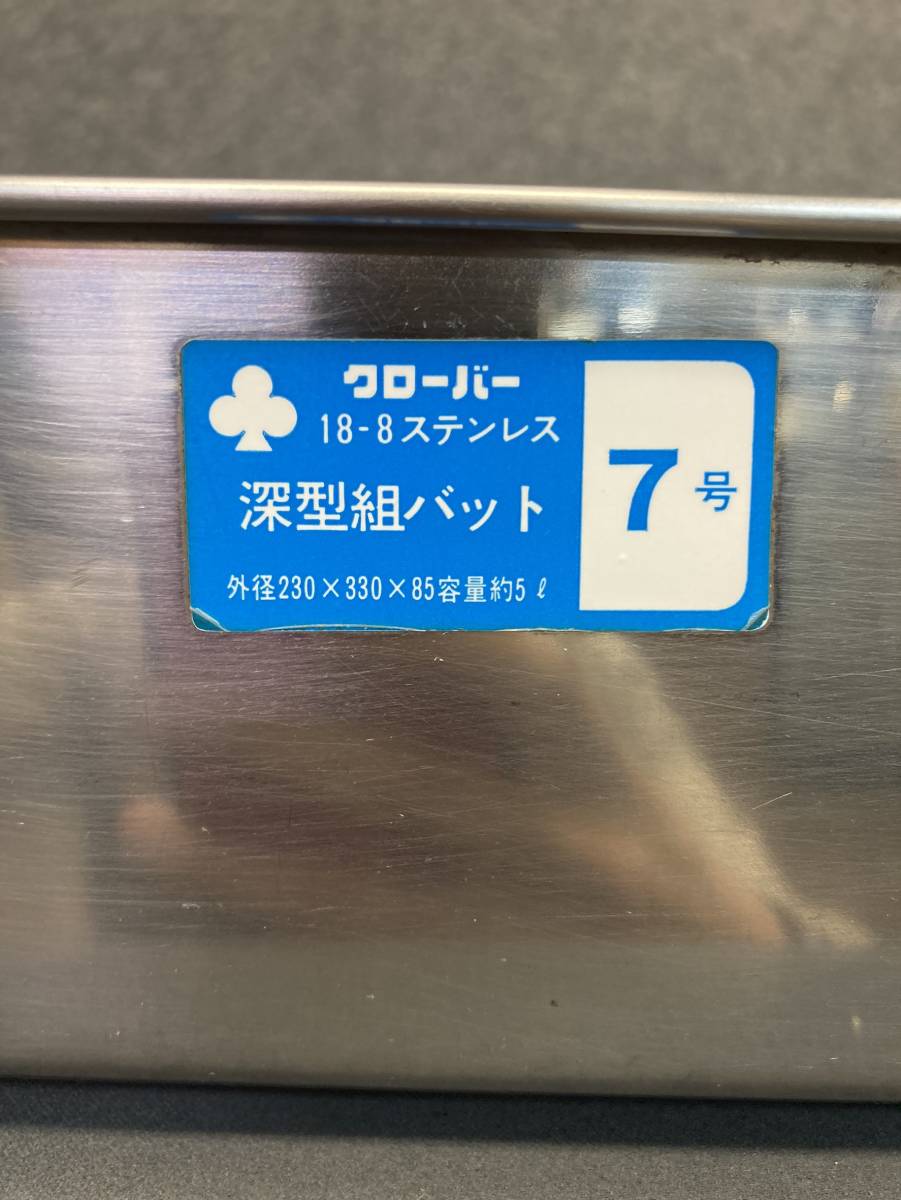 クローバー
18-8ステンレス
深型組バット
外径230×330×85容量約5ℓ
7号